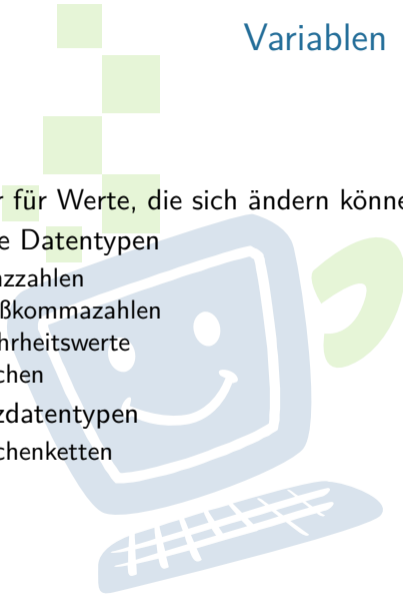 Variablen
r für Werte, die sich ändern könne
e Datentypen
nzzahlen
ßkommazahlen
hrheitswerte
chen
zdatentypen
chenketten